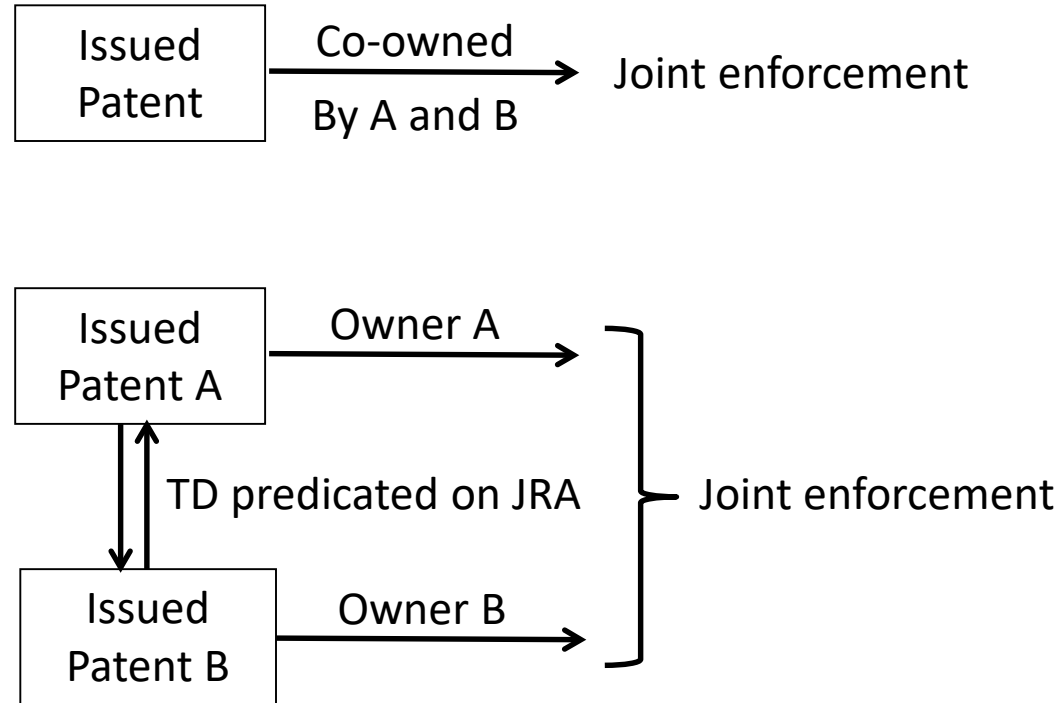 Issued
Patent
Co-owned
By A and B
Joint enforcement
Issued
Patent A
Owner A
TD predicated on JRA
Joint enforcement
Issued
Patent B
Owner B